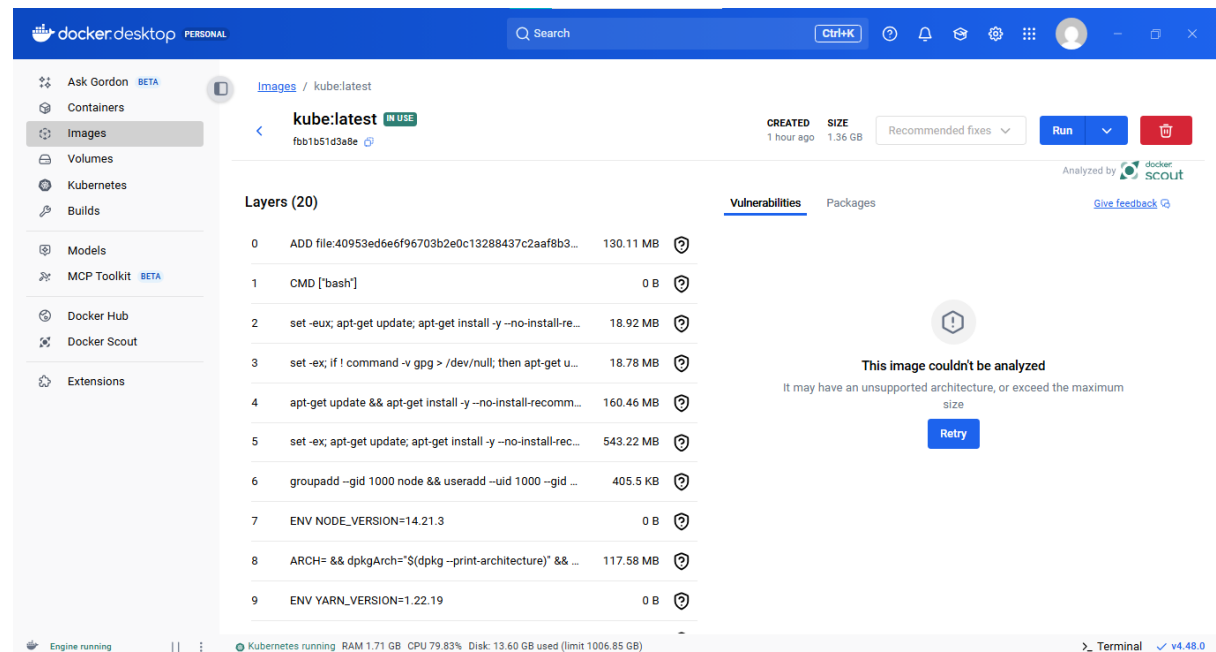 docker.desktop PERSONAL
Search
Ctrl+K
Ask Gordon BETA
Containers
Images
Volumes
Kubernetes
Builds
Models
MCP Toolkit BETA
Docker Hub
Docker Scout
Extensions
Images / kube:latest
kube:latest IN USE
fbb1b51d3a8e
CREATED SIZE
1 hour ago 1.36 GB
Recommended fixes
Run
Analyzed by docker scout
Layers (20)
0 ADD file:40953ed6e6f96703b2e0c13288437c2aaf8b3... 130.11 MB
1 CMD ["bash"] 0 B
2 set -eux; apt-get update; apt-get install -y --no-install-re... 18.92 MB
3 set -ex; if ! command -v gpg > /dev/null; then apt-get u... 18.78 MB
4 apt-get update && apt-get install -y --no-install-recomm... 160.46 MB
5 set -ex; apt-get update; apt-get install -y --no-install-rec... 543.22 MB
6 groupadd --gid 1000 node && useradd --uid 1000 --gid ... 405.5 KB
7 ENV NODE_VERSION=14.21.3 0 B
8 ARCH= && dpkgArch="$(dpkg --print-architecture)" && ... 117.58 MB
9 ENV YARN_VERSION=1.22.19 0 B
Vulnerabilities Packages
Give feedback
This image couldn't be analyzed
It may have an unsupported architecture, or exceed the maximum
size
Retry
Engine running
Kubernetes running RAM 1.71 GB CPU 79.83% Disk: 13.60 GB used (limit 1006.85 GB)
>_ Terminal
v4.48.0